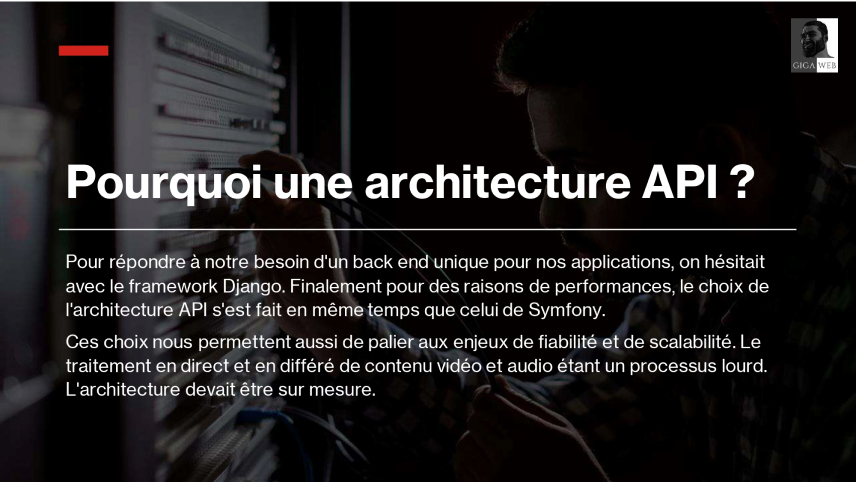 GIGA WEB
Pourquoi une architecture API ?
Pour répondre à notre besoin d'un back end unique pour nos applications, on hésitait
avec le framework Django. Finalement pour des raisons de performances, le choix de
l'architecture API s'est fait en même temps que celui de Symfony.
Ces choix nous permettent aussi de palier aux enjeux de fiabilité et de scalabilité. Le
traitement en direct et en différé de contenu vidéo et audio étant un processus lourd.
L'architecture devait être sur mesure.